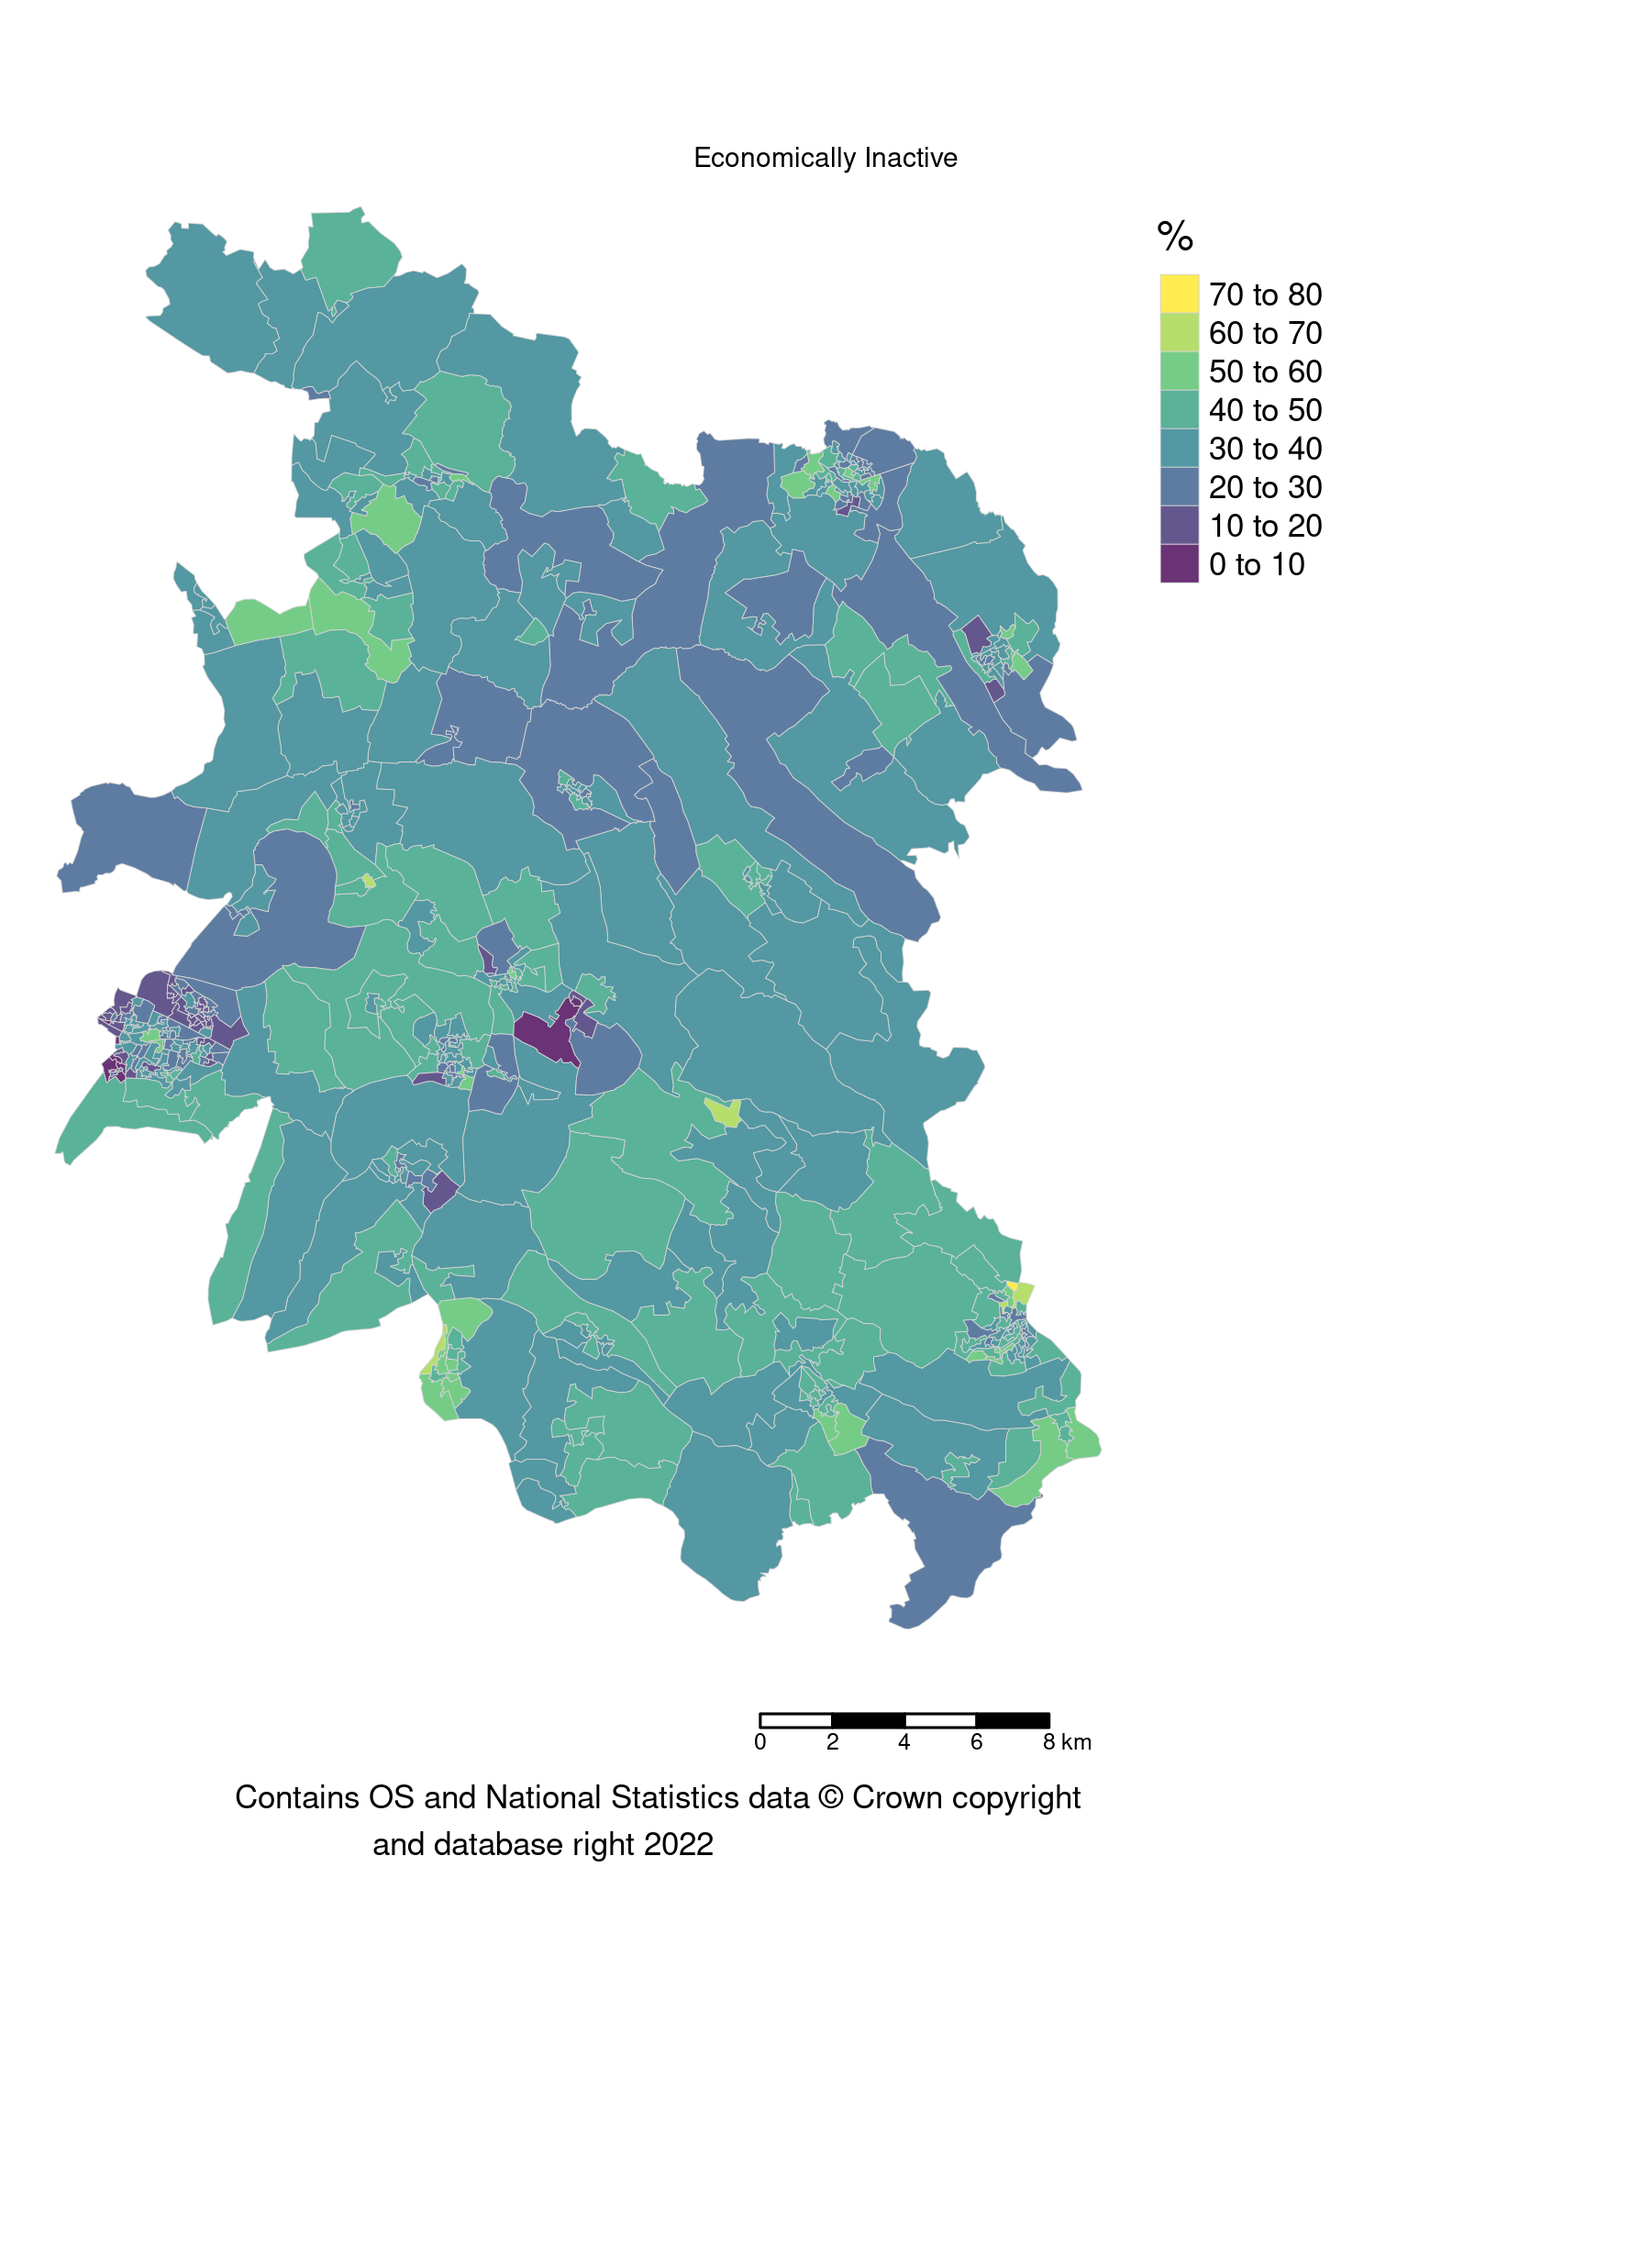 Economically Inactive
%
70 to 80
60 to 70
50 to 60
40 to 50
30 to 40
20 to 30
10 to 20
0 to 10
0 2 4 6 8 km
Contains OS and National Statistics data © Crown copyright
and database right 2022